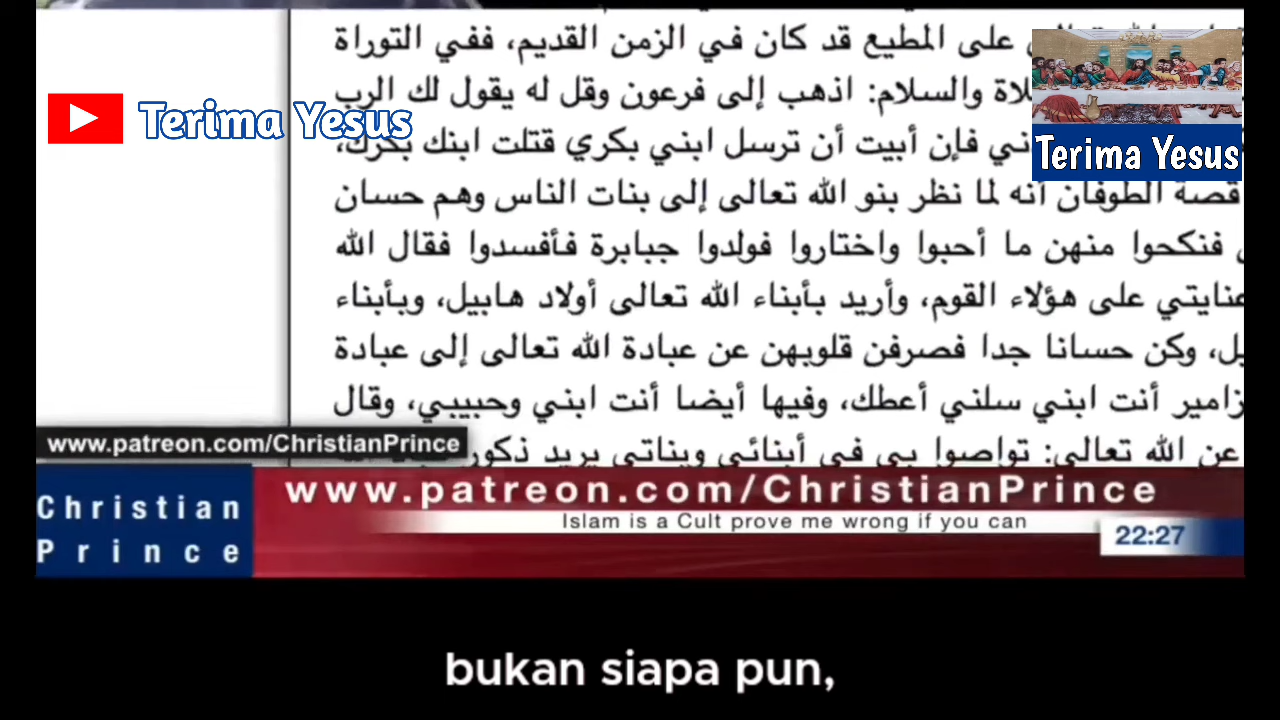 على المطيع قد كان في الزمن القديم، ففي التوراة
والسلام: اذهب إلى فرعون وقل له يقول لك الرب
فإن أبيت أن ترسل ابني بكري قتلت ابنك بكرك،
قصة الطوفان أنه لما نظر بنو الله تعالى إلى بنات الناس وهم حسان
فنكحوا منهن ما أحبوا واختاروا فولدوا جبابرة فأفسدوا فقال الله
عنايتي على هؤلاء القوم، وأريد بأبناء الله تعالى أولاد هابيل، وبأبناء
وكن حسانا جدا فصرفن قلوبهن عن عبادة الله تعالى إلى عبادة
أنت ابني سلني أعطك، وفيها أيضا أنت ابني وحبيبي، وقال
عن الله تعالى: تواصوا بي في أبنائي وبناتي يريد ذكور
Terima Yesus
Terima Yesus
www.patreon.com/ChristianPrince
Christian
Prince
www.patreon.com/ChristianPrince
Islam is a Cult prove me wrong if you can
22:27
bukan siapa pun,